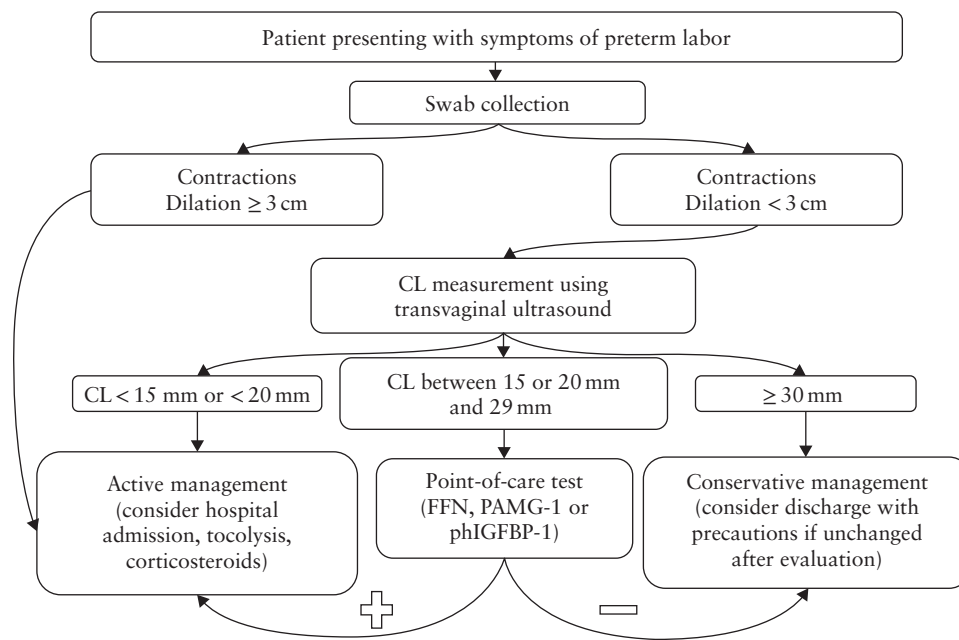 Patient presenting with symptoms of preterm labor
Swab collection
Contractions
Dilation ≥ 3 cm
Contractions
Dilation < 3 cm
CL measurement using
transvaginal ultrasound
CL < 15 mm or < 20 mm
CL between 15 or 20 mm
and 29 mm
≥ 30 mm
Active management
(consider hospital
admission, tocolysis,
corticosteroids)
Point-of-care test
(FFN, PAMG-1 or
phIGFBP-1)
Conservative management
(consider discharge with
precautions if unchanged
after evaluation)
+
−